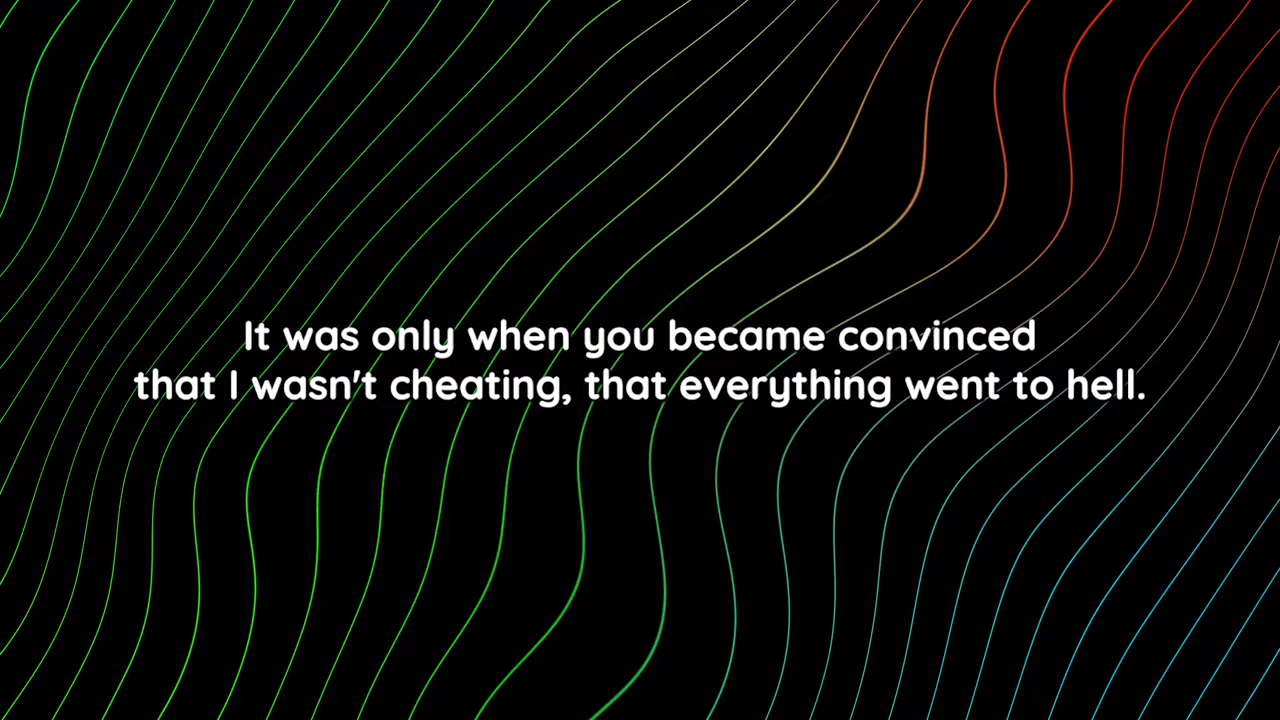 It was only when you became convinced
that I wasn't cheating, that everything went to hell.